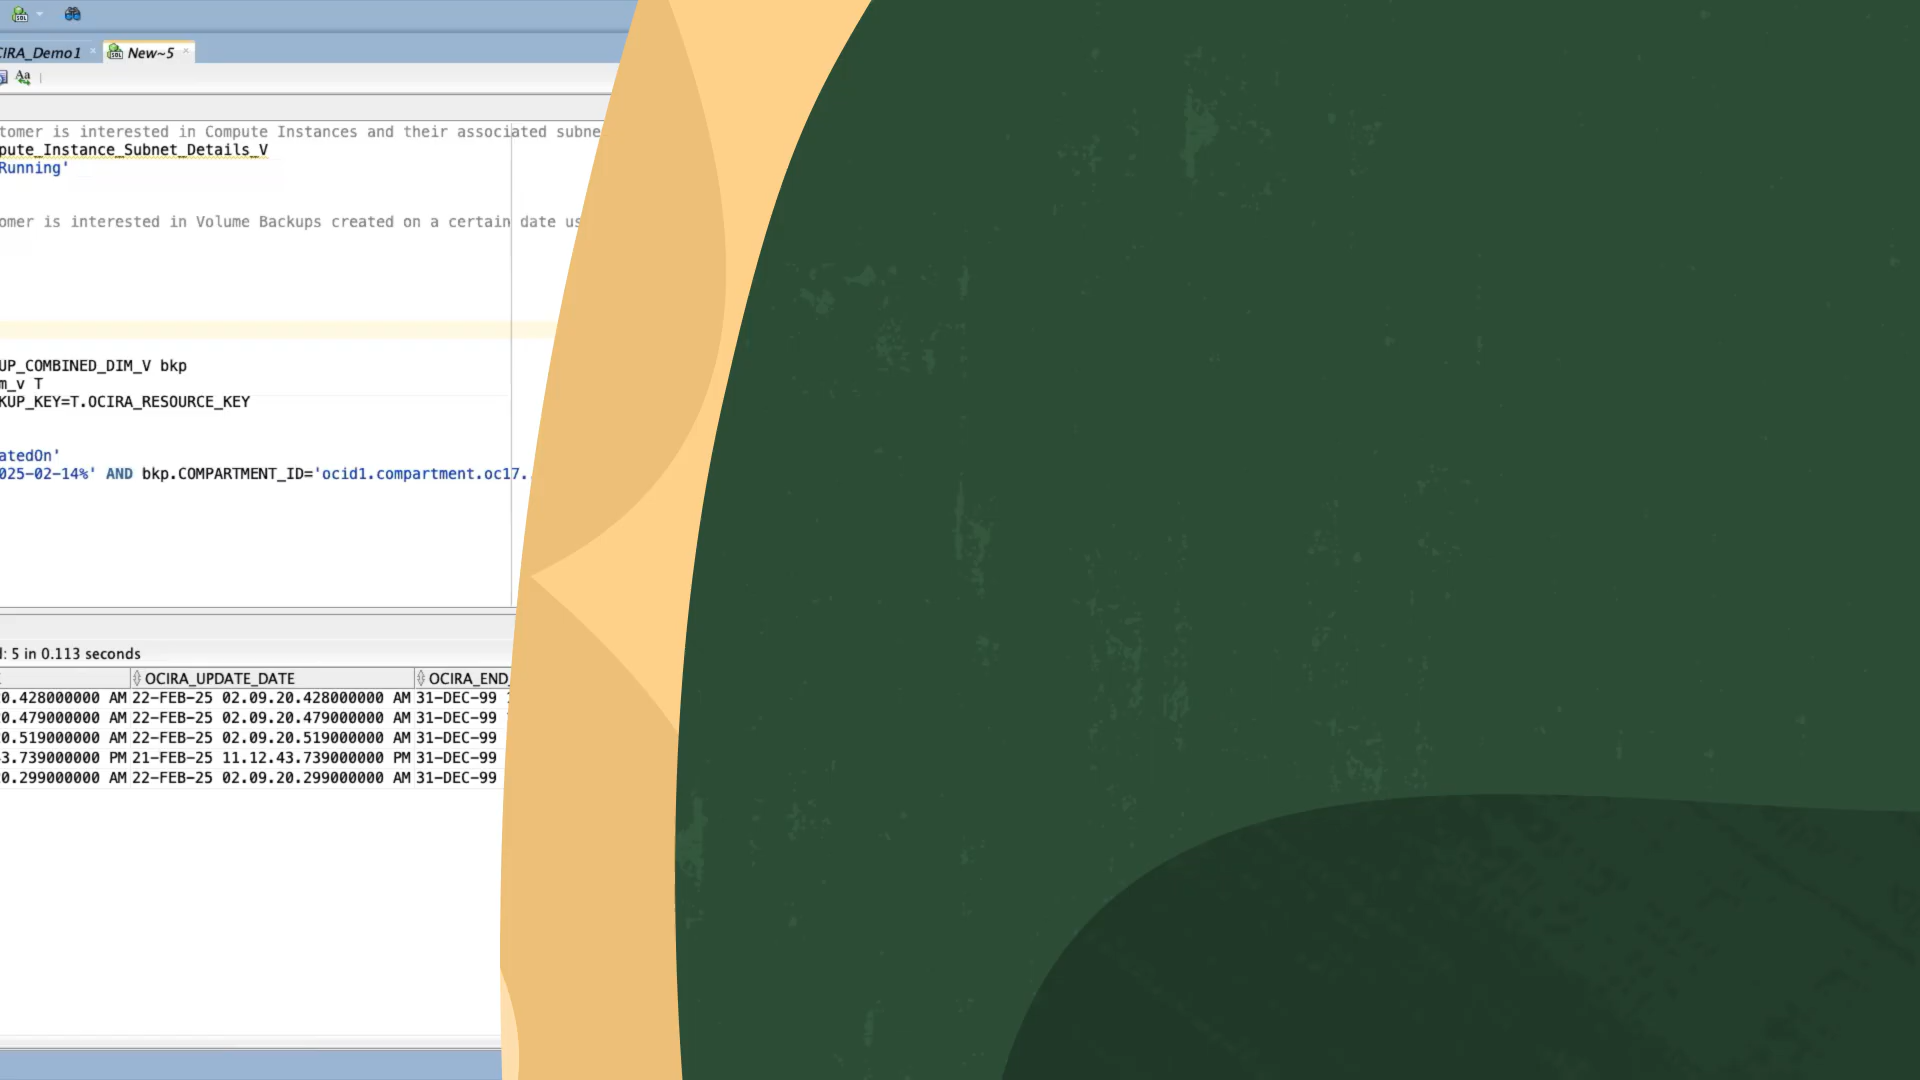 CIRA_Demo1
New~5
tomer is interested in Compute Instances and their associated subne
pute_Instance_Subnet_Details_V
Running'
omer is interested in Volume Backups created on a certain date us
UP_COMBINED_DIM_V bkp
m_v T
KUP_KEY=T.OCIRA_RESOURCE_KEY
atedOn'
025-02-14%' AND bkp.COMPARTMENT_ID='ocid1.compartment.oc17.
l: 5 in 0.113 seconds
OCIRA_UPDATE_DATE OCIRA_END_
0.428000000 AM 22-FEB-25 02.09.20.428000000 AM 31-DEC-99
0.479000000 AM 22-FEB-25 02.09.20.479000000 AM 31-DEC-99
0.519000000 AM 22-FEB-25 02.09.20.519000000 AM 31-DEC-99
3.739000000 PM 21-FEB-25 11.12.43.739000000 PM 31-DEC-99
0.299000000 AM 22-FEB-25 02.09.20.299000000 AM 31-DEC-99